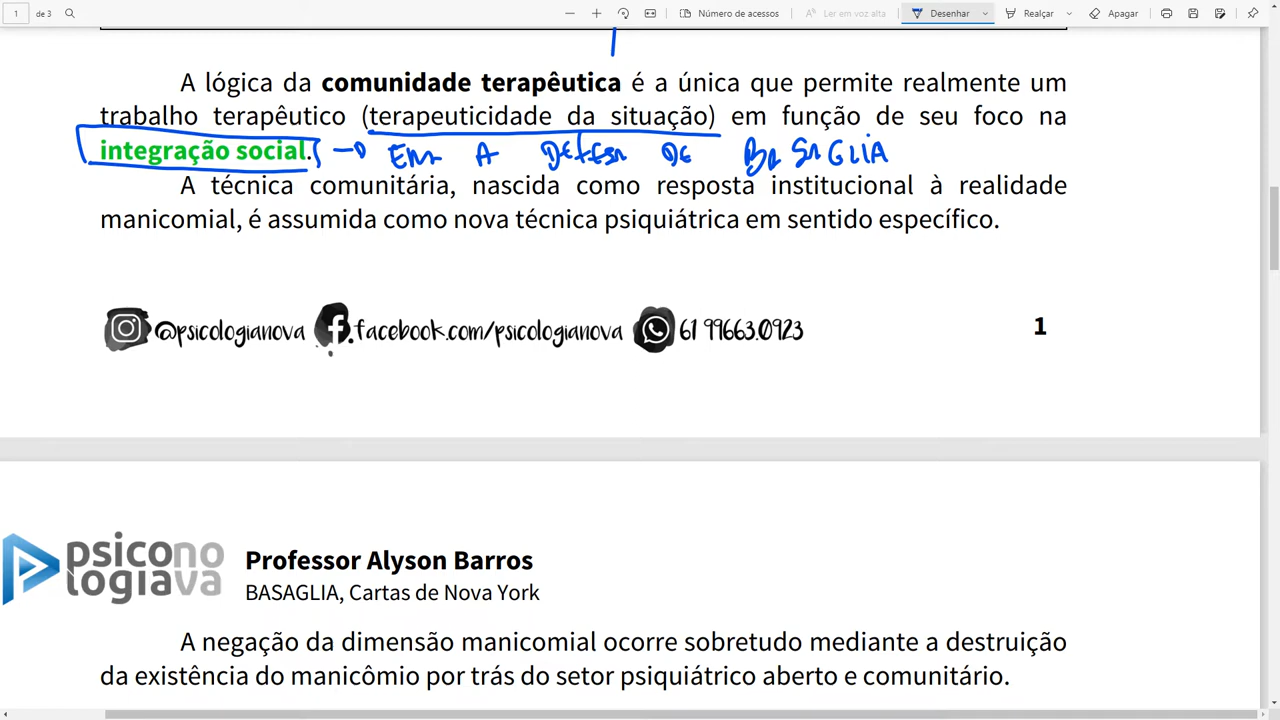 1 de 3 Número de acessos Ler em voz alta Desenhar Realçar Apagar
A lógica da comunidade terapêutica é a única que permite realmente um
trabalho terapêutico (terapeuticidade da situação) em função de seu foco na
integração social. ERA A DEFESA DE BASAGLIA
A técnica comunitária, nascida como resposta institucional à realidade
manicomial, é assumida como nova técnica psiquiátrica em sentido específico.
@psicologianova facebook.com/psicologianova 61 99663.0923 1
psicono
logiava
Professor Alyson Barros
BASAGLIA, Cartas de Nova York
A negação da dimensão manicomial ocorre sobretudo mediante a destruição
da existência do manicômio por trás do setor psiquiátrico aberto e comunitário.